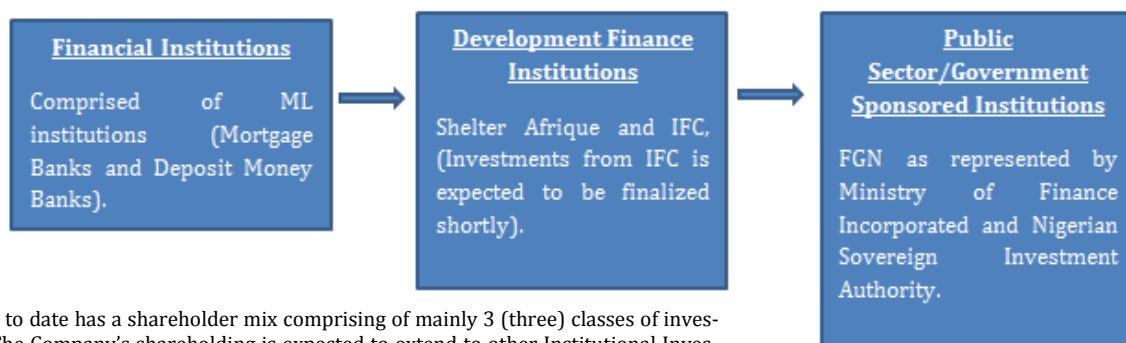 Financial Institutions
Comprised of ML
institutions (Mortgage
Banks and Deposit Money
Banks).
Development Finance
Institutions
Shelter Afrique and IFC,
(Investments from IFC is
expected to be finalized
shortly).
Public
Sector/Government
Sponsored Institutions
FGN as represented by
Ministry of Finance
Incorporated and Nigerian
Sovereign Investment
Authority.
to date has a shareholder mix comprising of mainly 3 (three) classes of inves-
The Company's shareholding is expected to extend to other Institutional Inves-